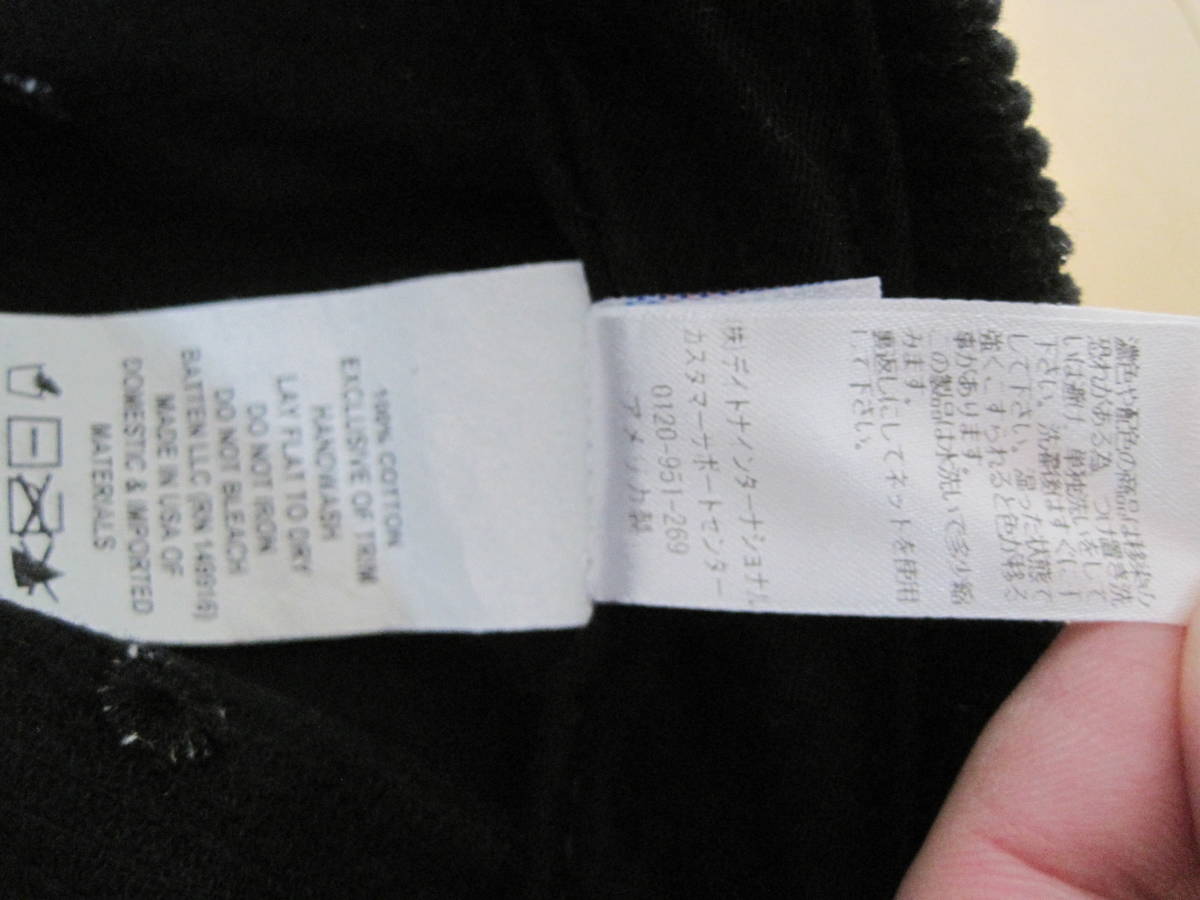 100% COTTON
EXCLUSIVE OF TRIM
HANDWASH
LAY FLAT TO DRY
DO NOT IRON
DO NOT BLEACH
BATTEN LLC (RN
MADE IN USA OF
DOMESTIC & IMPORTED
MATERIALS
濃色や配色の商品は移染の
恐れがある為、つけ置き洗
いは避け、単独洗いをして
下さい。洗濯後はすぐに干
して下さい。湿った状態で
強く、すられると色が移る
事があります。
この製品は水洗いで多少縮
みます。
裏返しにしてネットを使用
して下さい。
㈱デイトナインターナショナル
カスタマーサポートセンター
0120-951-269
アメリカ製